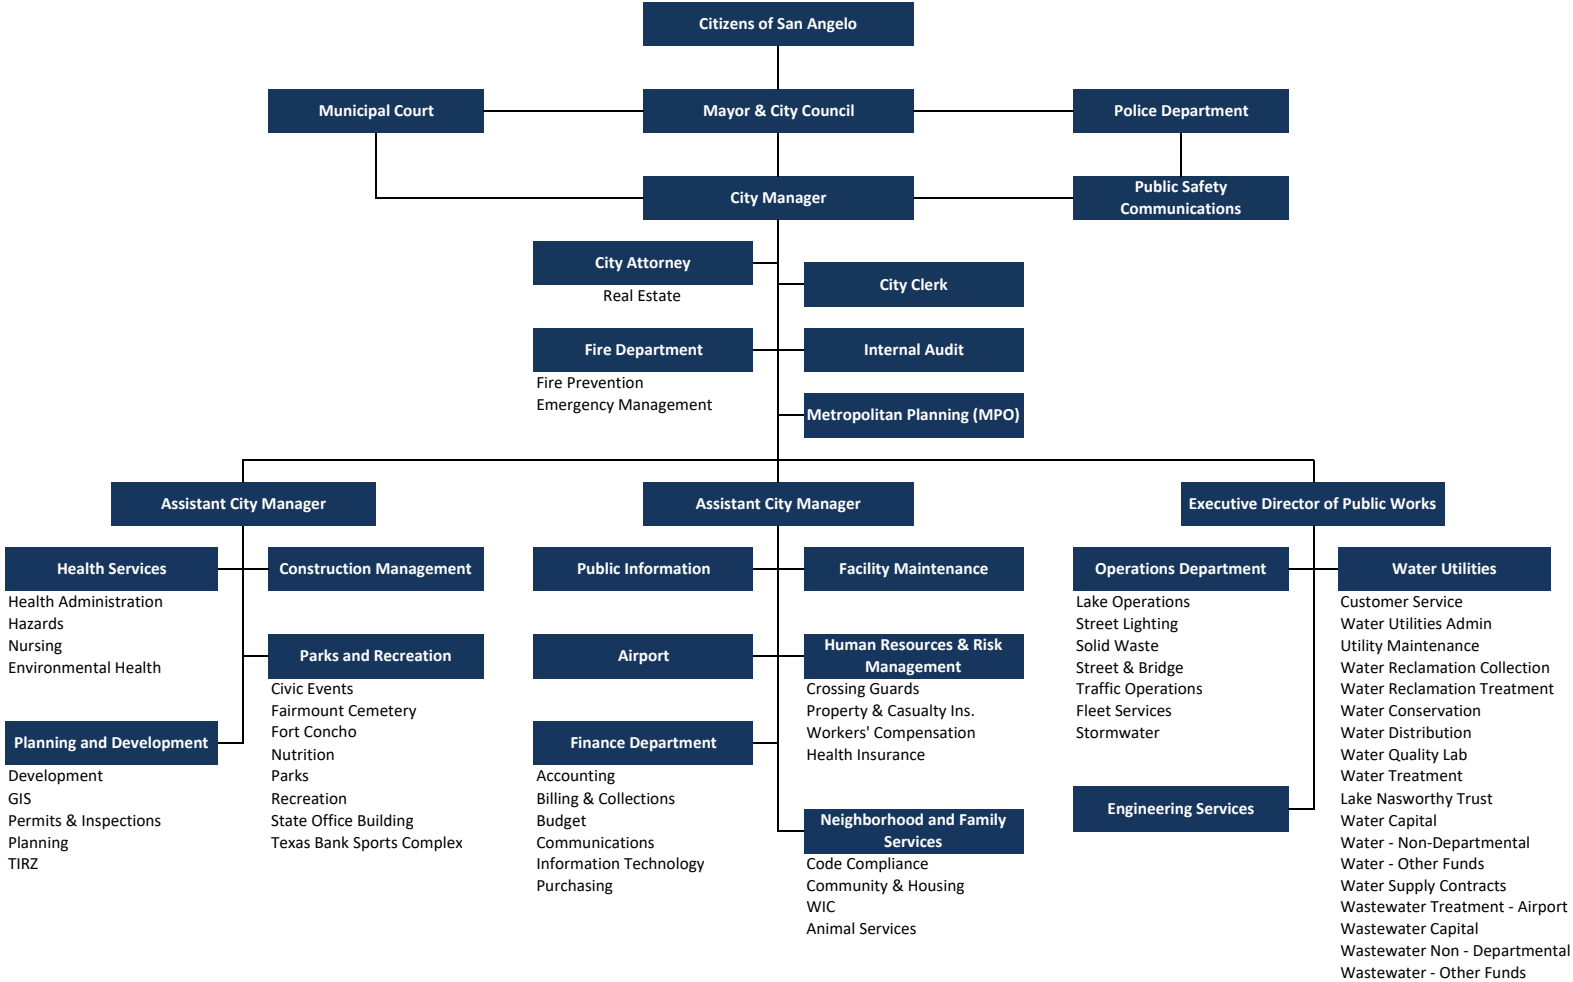 Citizens of San Angelo
Municipal Court
Mayor & City Council
Police Department
City Manager
Public Safety
Communications
City Attorney
Real Estate
City Clerk
Fire Department
Fire Prevention
Emergency Management
Internal Audit
Metropolitan Planning (MPO)
Assistant City Manager
Assistant City Manager
Executive Director of Public Works
Health Services
Health Administration
Hazards
Nursing
Environmental Health
Planning and Development
Development
GIS
Permits & Inspections
Planning
TIRZ
Construction Management
Parks and Recreation
Civic Events
Fairmount Cemetery
Fort Concho
Nutrition
Parks
Recreation
State Office Building
Texas Bank Sports Complex
Public Information
Airport
Finance Department
Accounting
Billing & Collections
Budget
Communications
Information Technology
Purchasing
Facility Maintenance
Human Resources & Risk
Management
Crossing Guards
Property & Casualty Ins.
Workers' Compensation
Health Insurance
Neighborhood and Family
Services
Code Compliance
Community & Housing
WIC
Animal Services
Operations Department
Lake Operations
Street Lighting
Solid Waste
Street & Bridge
Traffic Operations
Fleet Services
Stormwater
Engineering Services
Water Utilities
Customer Service
Water Utilities Admin
Utility Maintenance
Water Reclamation Collection
Water Reclamation Treatment
Water Conservation
Water Distribution
Water Quality Lab
Water Treatment
Lake Nasworthy Trust
Water Capital
Water - Non-Departmental
Water - Other Funds
Water Supply Contracts
Wastewater Treatment - Airport
Wastewater Capital
Wastewater Non - Departmental
Wastewater - Other Funds